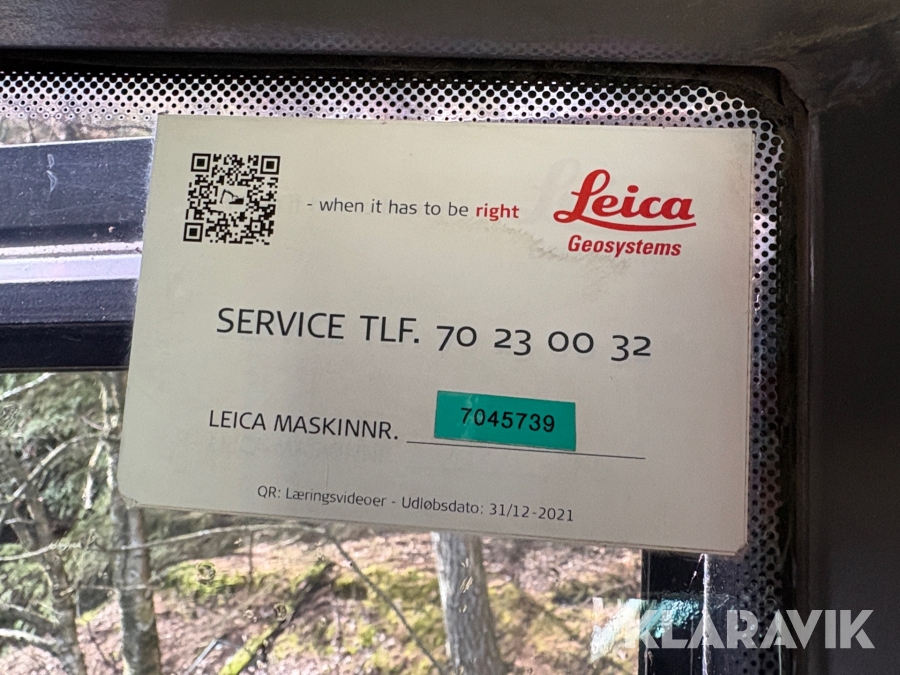 - when it has to be right
Leica
Geosystems
SERVICE TLF. 70 23 00 32
LEICA MASKINNR. 7045739
QR: Læringsvideoer - Udløbsdato: 31/12-2021
KLARAVIK